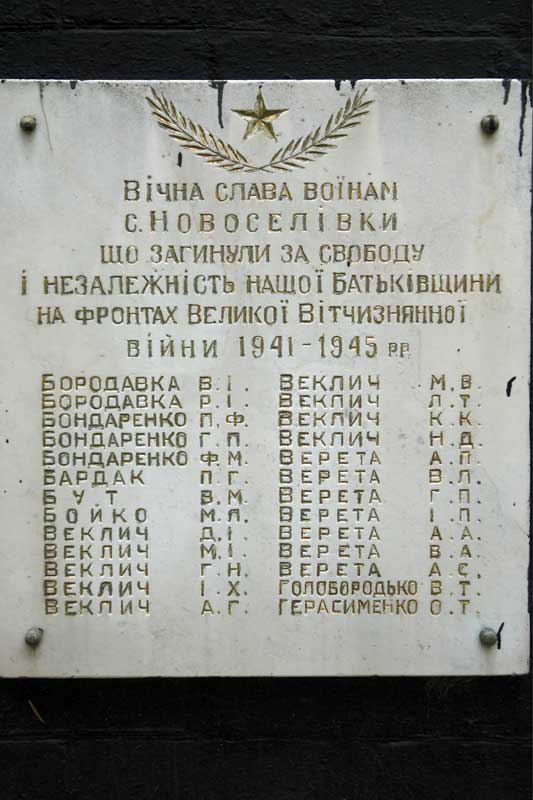 Вічна слава воїнам
с. Новоселівки
що загинули за свободу
і незалежність нащої Батьківщини
на фронтах Великої Вітчизнянної
війни 1941-1945 рр
Бородавка В.І.
Бородавка Р.І.
Бондаренко П.Ф.
Бондаренко Г.П.
Бондаренко Ф.М.
Бардак П.Г.
Бут В.М.
Бойко М.Я.
Веклич Д.І.
Веклич М.І.
Веклич Г.Н.
Веклич І.Х.
Веклич А.Г.
Веклич М.В.
Веклич Л.Т.
Веклич К.К.
Веклич Н.Д.
Верета А.П.
Верета В.Л.
Верета Г.П.
Верета І.П.
Верета А.А.
Верета В.А.
Верета А.С.
Голобородько В.Т.
Герасименко О.Т.